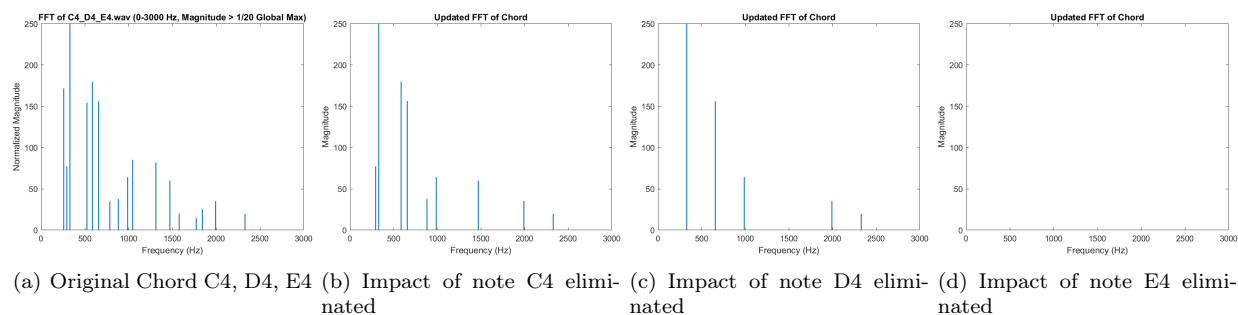 FFT of C4_D4_E4.wav (0-3000 Hz, Magnitude > 1/20 Global Max)
250
200
150
100
50
0
Normalized Magnitude
0 500 1000 1500 2000 2500 3000
Frequency (Hz)
(a) Original Chord C4, D4, E4
Updated FFT of Chord
250
200
150
100
50
0
Magnitude
0 500 1000 1500 2000 2500 3000
Frequency (Hz)
(b) Impact of note C4 elimi-
nated
Updated FFT of Chord
250
200
150
100
50
0
Magnitude
0 500 1000 1500 2000 2500 3000
Frequency (Hz)
(c) Impact of note D4 elimi-
nated
Updated FFT of Chord
250
200
150
100
50
0
Magnitude
0 500 1000 1500 2000 2500 3000
Frequency (Hz)
(d) Impact of note E4 elimi-
nated